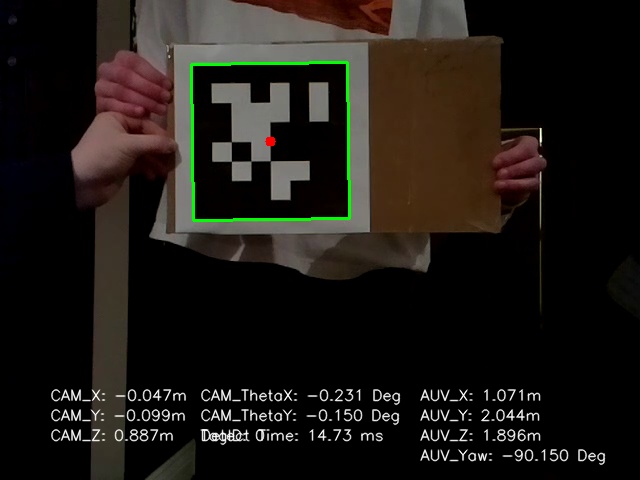 CAM_X: -0.047m CAM_ThetaX: -0.231 Deg AUV_X: 1.071m
CAM_Y: -0.099m CAM_ThetaY: -0.150 Deg AUV_Y: 2.044m
CAM_Z: 0.887m Time: 14.73 ms AUV_Z: 1.896m
AUV_Yaw: -90.150 Deg